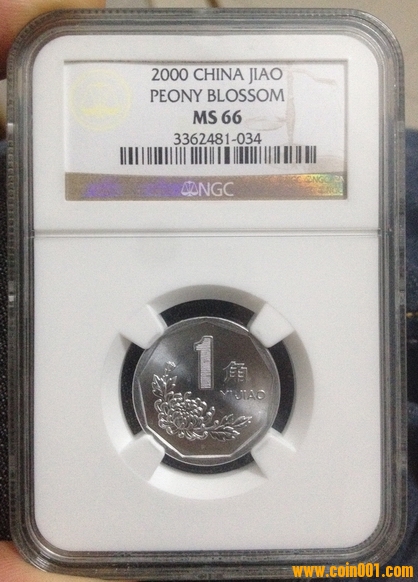 2000 CHINA JIAO
PEONY BLOSSOM
MS 66
3362481-034
NGC
1 角
YI JIAO
www.coin001.com